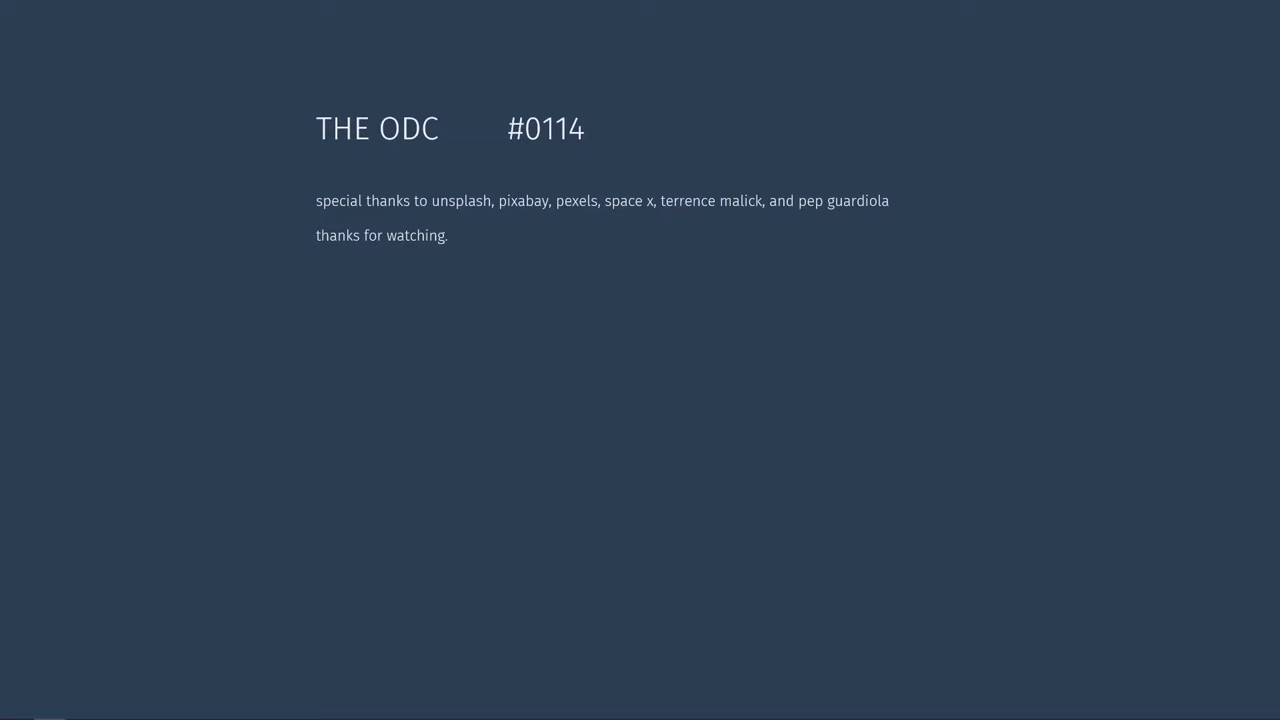 THE ODC #0114
special thanks to unsplash, pixabay, pexels, space x, terrence malick, and pep guardiola
thanks for watching.